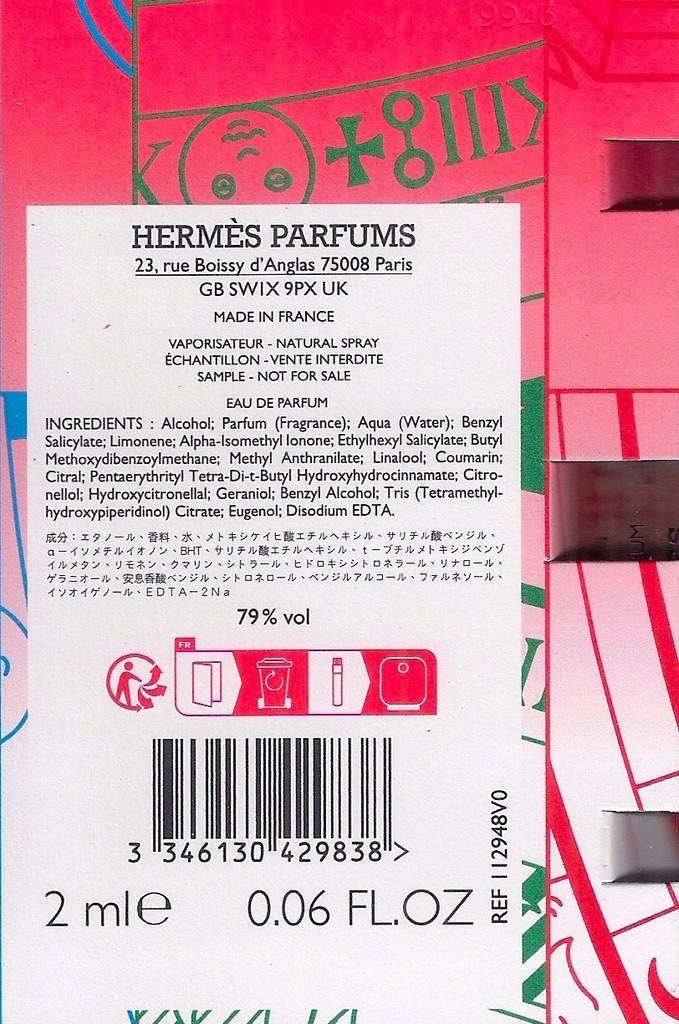 19943
HERMÈS PARFUMS
23, rue Boissy d'Anglas 75008 Paris
GB SW1X 9PX UK
MADE IN FRANCE
VAPORISATEUR - NATURAL SPRAY
ÉCHANTILLON - VENTE INTERDITE
SAMPLE - NOT FOR SALE
EAU DE PARFUM
INGREDIENTS : Alcohol; Parfum (Fragrance); Aqua (Water); Benzyl
Salicylate; Limonene; Alpha-Isomethyl Ionone; Ethylhexyl Salicylate; Butyl
Methoxydibenzoylmethane; Methyl Anthranilate; Linalool; Coumarin;
Citral; Pentaerythrityl Tetra-Di-t-Butyl Hydroxyhydrocinnamate; Citro-
nellol; Hydroxycitronellal; Geraniol; Benzyl Alcohol; Tris (Tetramethyl-
hydroxypiperidinol) Citrate; Eugenol; Disodium EDTA.
成分：エタノール、香料、水、メトキシケイヒ酸エチルヘキシル、サリチル酸ベンジル、
α－イソメチルイオノン、BHT、サリチル酸エチルヘキシル、ｔ－ブチルメトキシジベンゾ
イルメタン、リモネン、クマリン、シトラール、ヒドロキシシトロネラール、リナロール、
ゲラニオール、安息香酸ベンジル、シトロネロール、ベンジルアルコール、ファルネソール、
イソオイゲノール、ＥＤＴＡ－２Ｎａ
79% vol
FR
3 346130 429838 >
2 ml℮ 0.06 FL.OZ
REF 112948V0